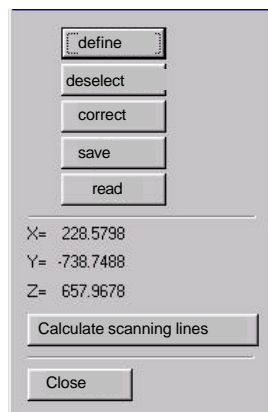 define
deselect
correct
save
read
X= 228.5798
Y= -738.7488
Z= 657.9678
Calculate scanning lines
Close